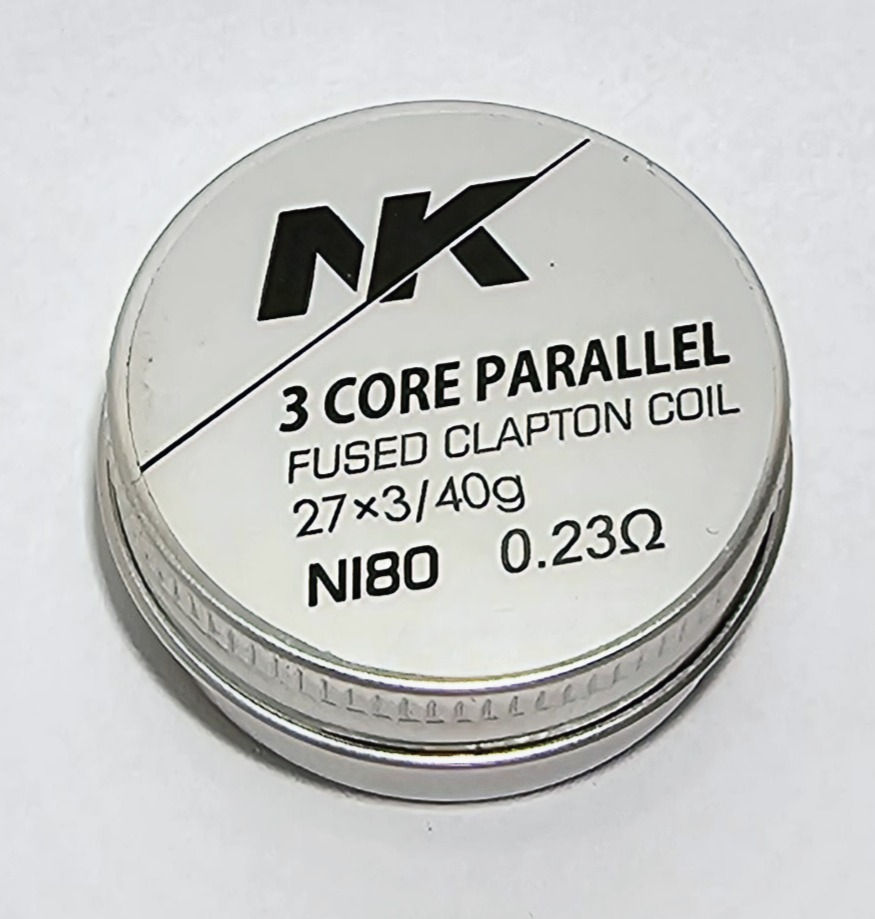 NK
3 CORE PARALLEL
FUSED CLAPTON COIL
27×3/40g
NI80 0.23Ω